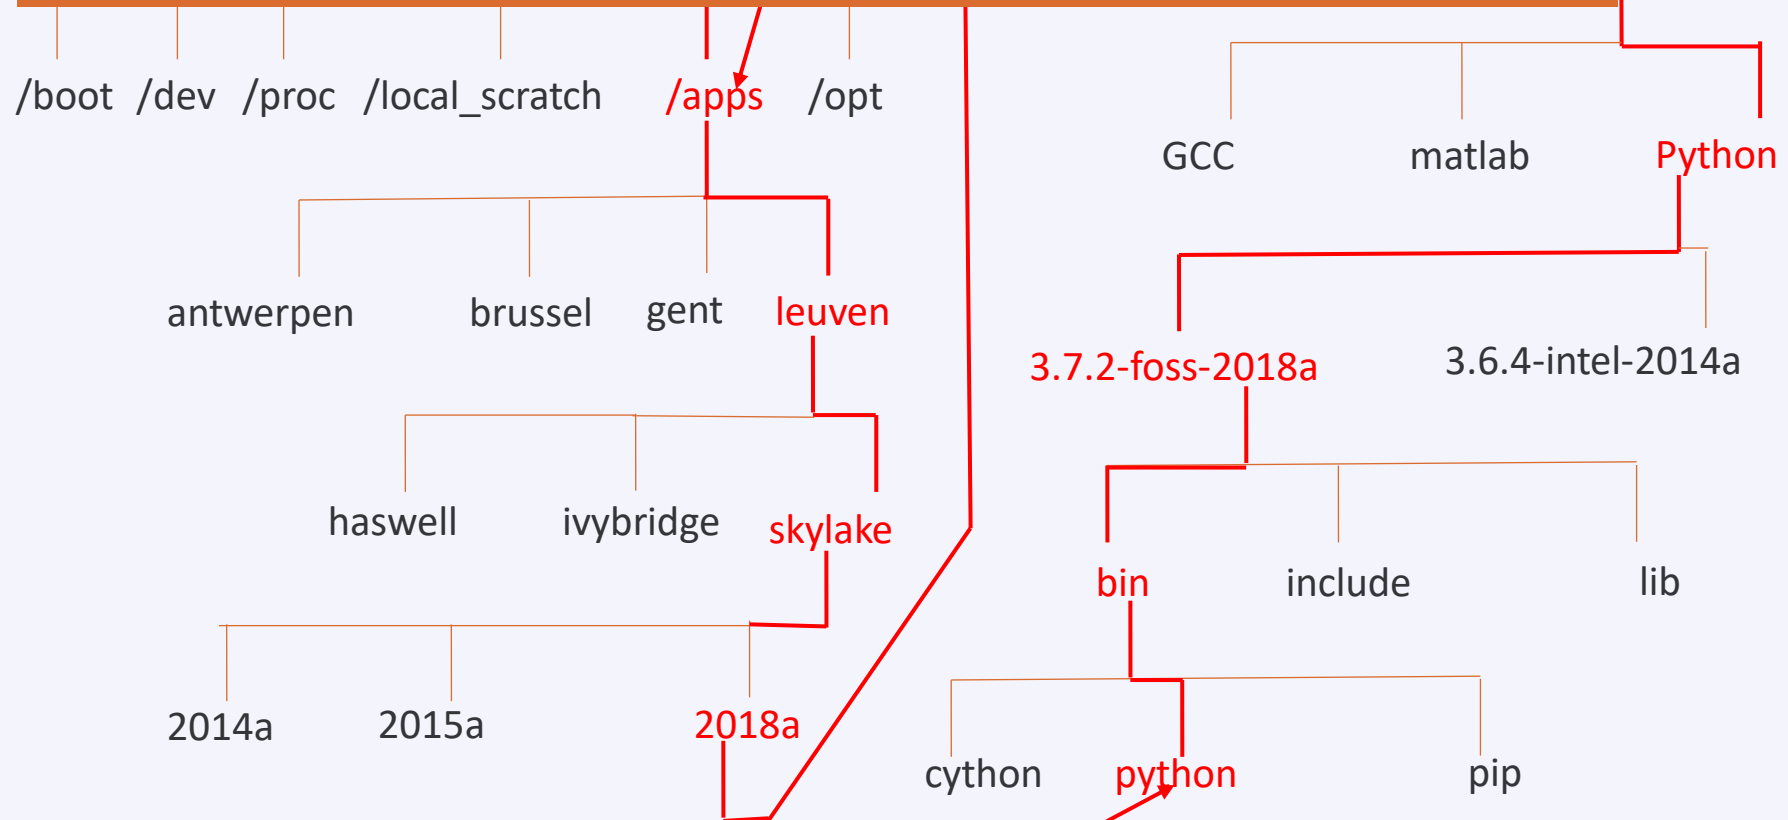 /boot /dev /proc /local_scratch /apps /opt
GCC matlab Python
antwerpen brussel gent leuven
3.7.2-foss-2018a 3.6.4-intel-2014a
haswell ivybridge skylake
bin include lib
2014a 2015a 2018a
cython python pip